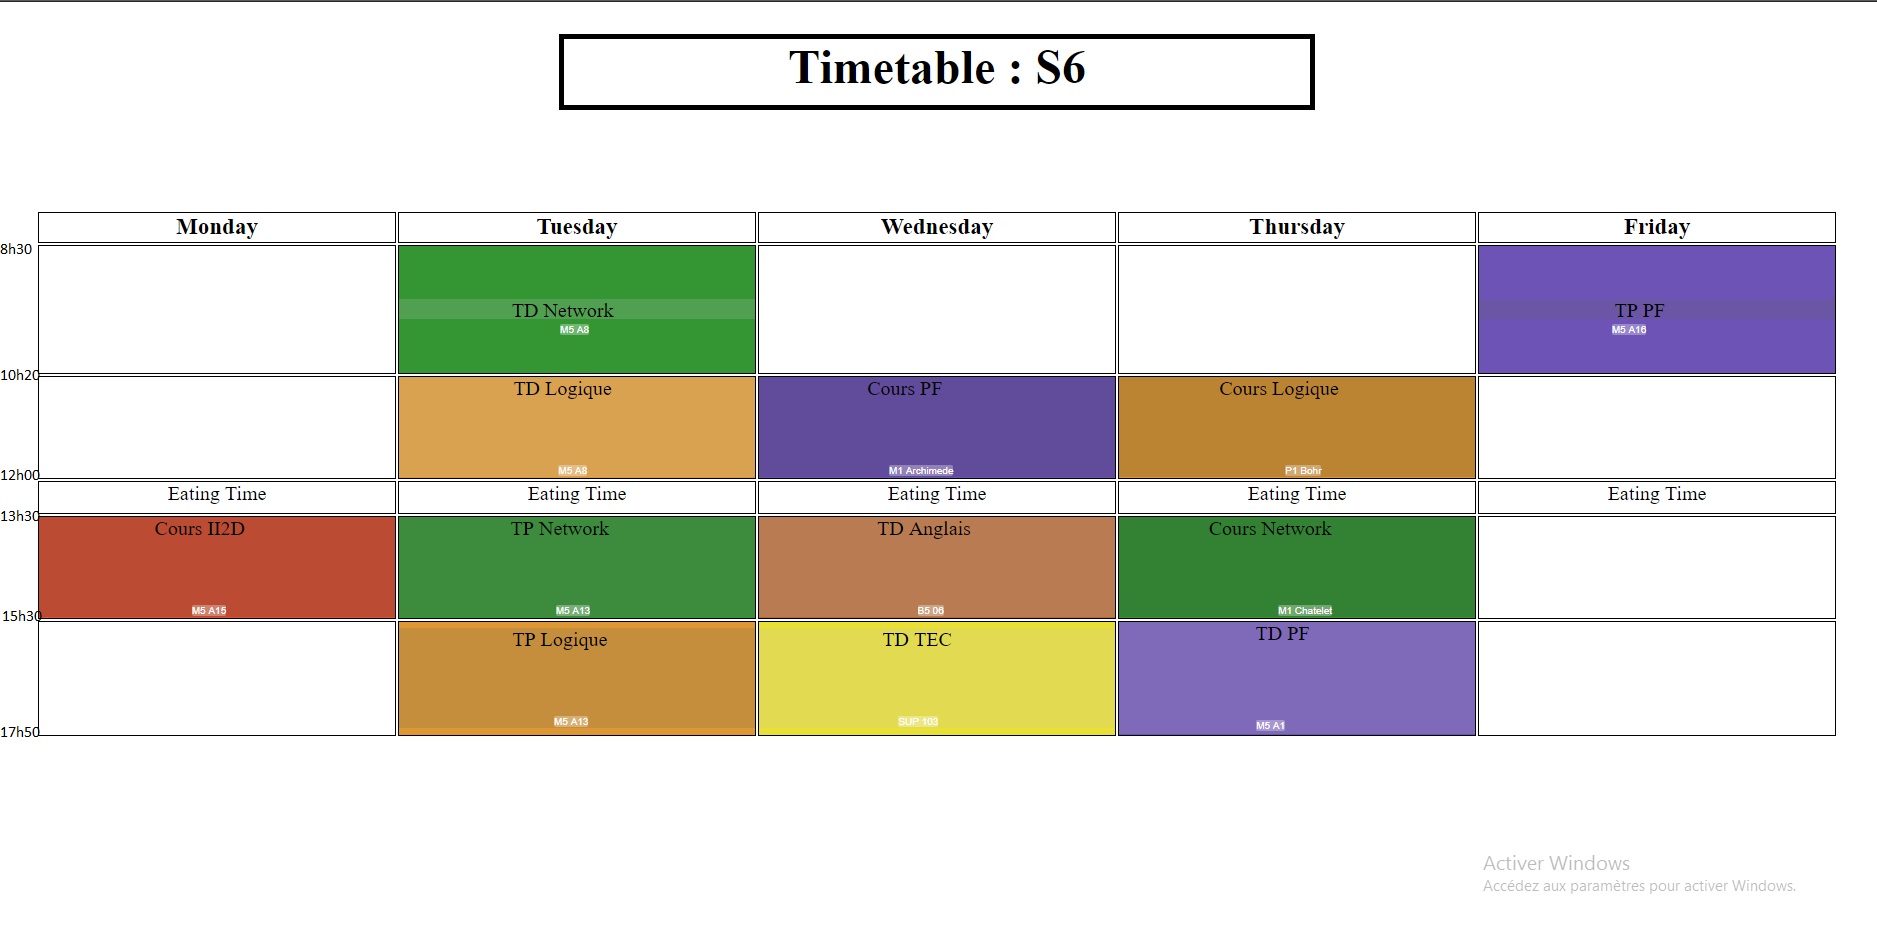 Timetable : S6
Monday Tuesday Wednesday Thursday Friday
8h30
TD Network TP PF
M5 A8 M5 A16
10h20
TD Logique Cours PF Cours Logique
M5 A8 M1 Archimede P1 Bohr
12h00
Eating Time Eating Time Eating Time Eating Time Eating Time
13h30
Cours II2D TP Network TD Anglais Cours Network
M5 A15 M5 A13 B5 06 M1 Chatelet
15h30
TP Logique TD TEC TD PF
M5 A13 SUP 103 M5 A1
17h50
Activer Windows
Accédez aux paramètres pour activer Windows.